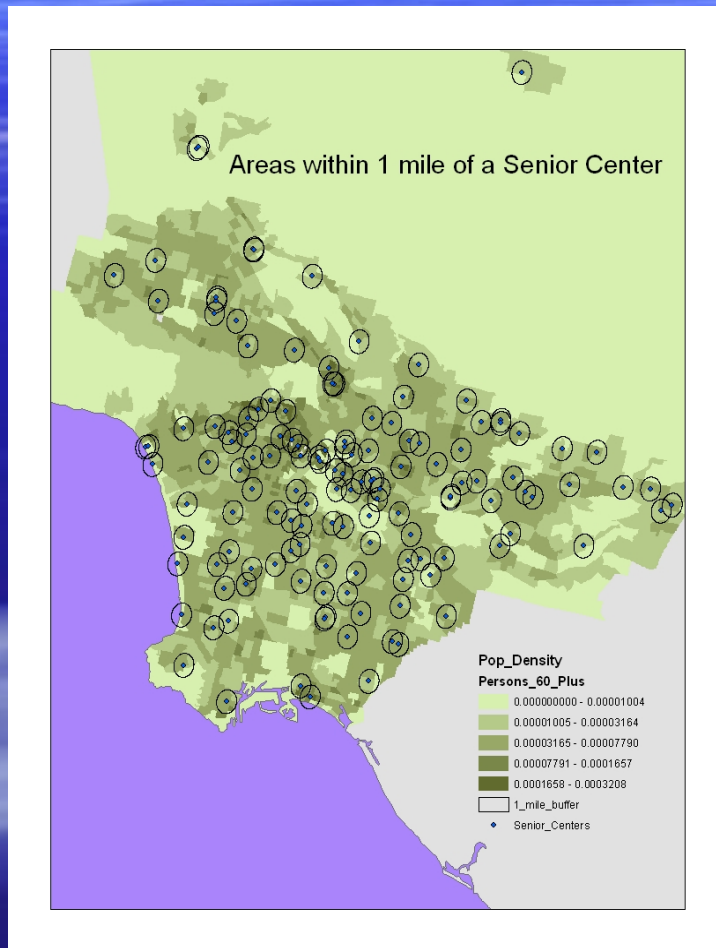 Areas within 1 mile of a Senior Center
Pop_Density
Persons_60_Plus
0.000000000 - 0.00001004
0.00001005 - 0.00003164
0.00003165 - 0.00007790
0.00007791 - 0.0001657
0.0001658 - 0.0003208
1_mile_buffer
Senior_Centers